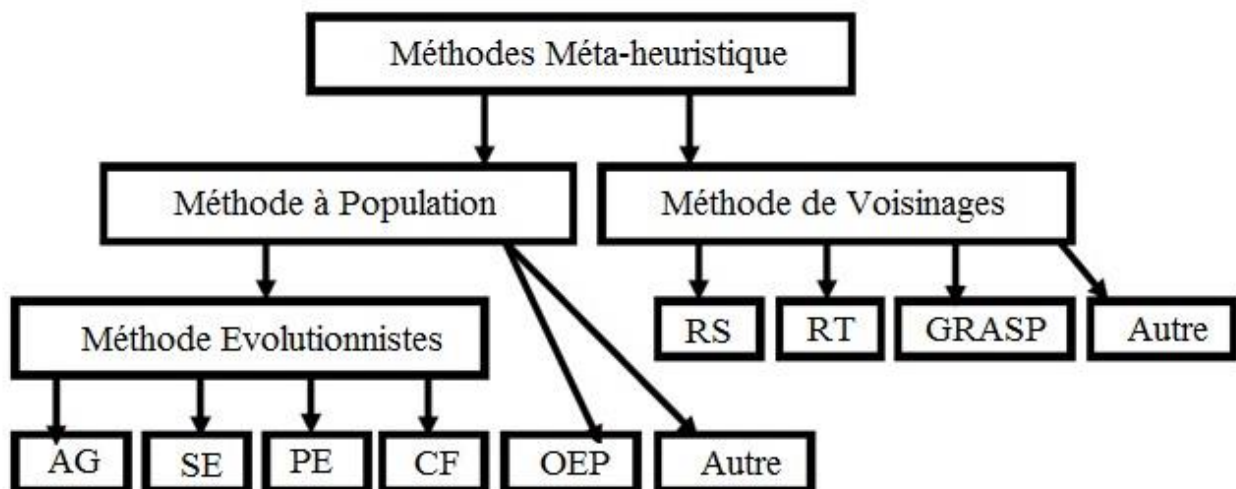 Méthodes Méta-heuristique
Méthode à Population
Méthode de Voisinages
Méthode Evolutionnistes
RS
RT
GRASP
Autre
AG
SE
PE
CF
OEP
Autre